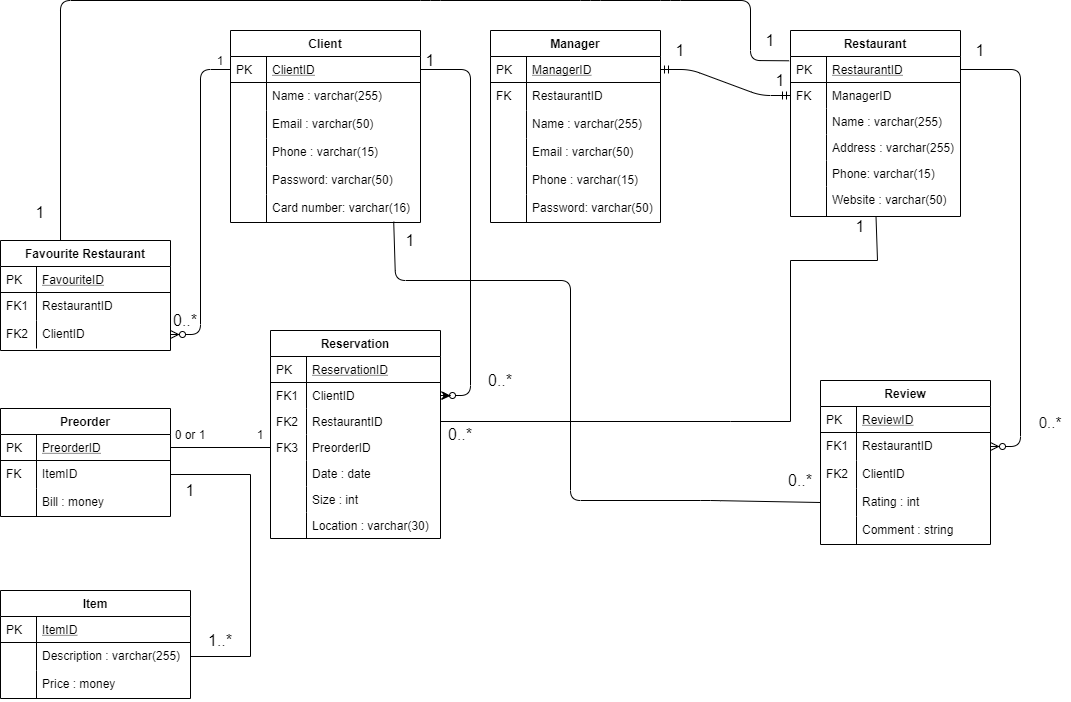 Client
PK ClientID
Name : varchar(255)
Email : varchar(50)
Phone : varchar(15)
Password: varchar(50)
Card number: varchar(16)
Manager
PK ManagerID
FK RestaurantID
Name : varchar(255)
Email : varchar(50)
Phone : varchar(15)
Password: varchar(50)
Restaurant
PK RestaurantID
FK ManagerID
Name : varchar(255)
Address : varchar(255)
Phone: varchar(15)
Website : varchar(50)
1
1
1
1
1
1
1
1
1
Favourite Restaurant
PK FavouriteID
FK1 RestaurantID
FK2 ClientID
0..*
Reservation
PK ReservationID
FK1 ClientID
FK2 RestaurantID
FK3 PreorderID
Date : date
Size : int
Location : varchar(30)
0..*
0..*
Review
PK ReviewID
FK1 RestaurantID
FK2 ClientID
Rating : int
Comment : string
0..*
0..*
Preorder
PK PreorderID
FK ItemID
Bill : money
0 or 1
1
1
Item
PK ItemID
Description : varchar(255)
Price : money
1..*